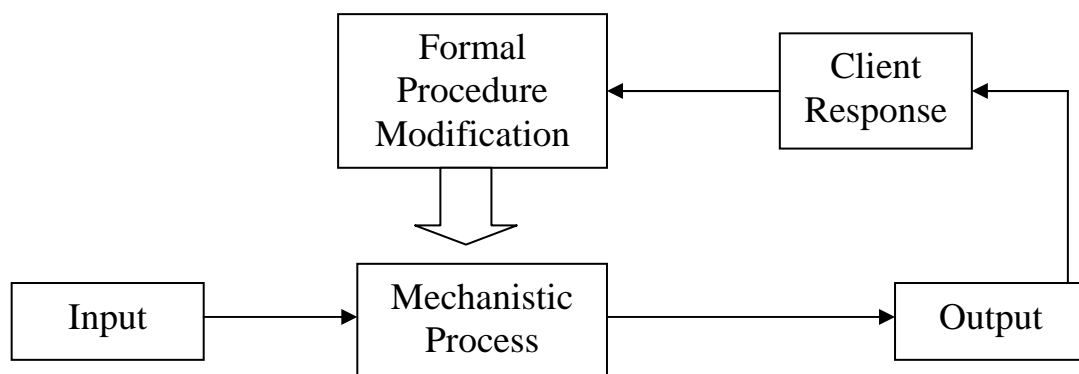 Formal
Procedure
Modification
Client
Response
Input
Mechanistic
Process
Output